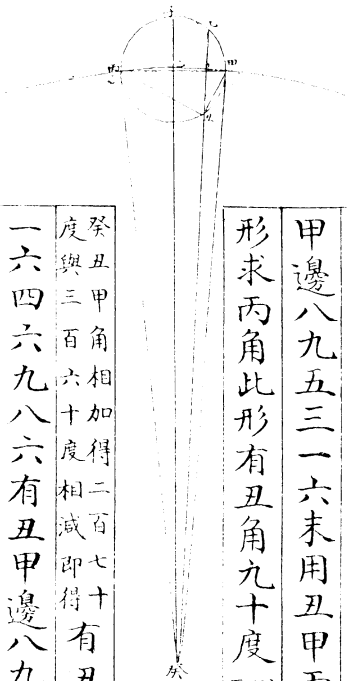 甲邊八九五三一六末用丑甲丙
形求丙角此形有丑角九十度
癸丑甲角相加得二百七十
度與三百六十度相減即得
有丑
一六四六九八六有丑甲邊八九
癸